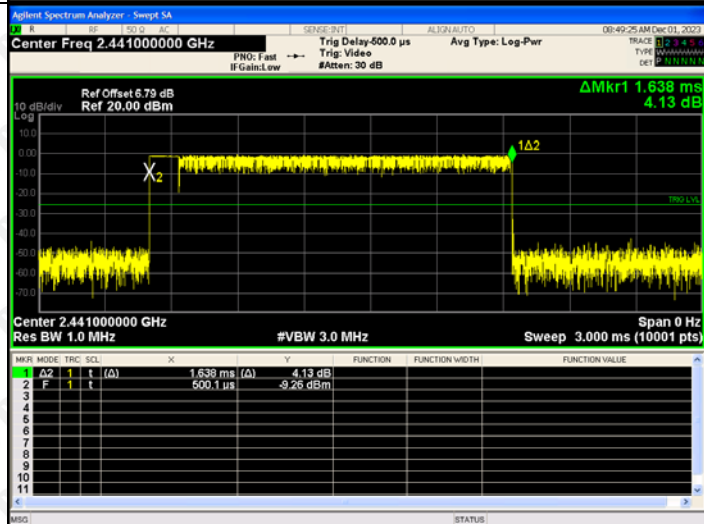 Agilent Spectrum Analyzer - Swept SA
R RF 50 Ω AC SENSE:INT ALIGNAUTO 08:49:25 AM Dec 01, 2023
Center Freq 2.441000000 GHz
PNO: Fast
IFGain:Low
Trig Delay-500.0 µs
Trig: Video
#Atten: 30 dB
Avg Type: Log-Pwr
TRACE 1 2 3 4 5 6
TYPE
DET P N N N N N
ΔMkr1 1.638 ms
4.13 dB
Ref Offset 6.79 dB
10 dB/div Ref 20.00 dBm
Log
10.0
0.00
-10.0
-20.0
-30.0
-40.0
-50.0
-60.0
-70.0
1Δ2
X2
TRIG LVL
Center 2.441000000 GHz Span 0 Hz
Res BW 1.0 MHz #VBW 3.0 MHz Sweep 3.000 ms (10001 pts)
MKR MODE TRC SCL X Y FUNCTION FUNCTION WIDTH FUNCTION VALUE
1 Δ2 1 t (Δ) 1.638 ms (Δ) 4.13 dB
2 F 1 t 500.1 µs -9.26 dBm
3
4
5
6
7
8
9
10
11
MSG STATUS